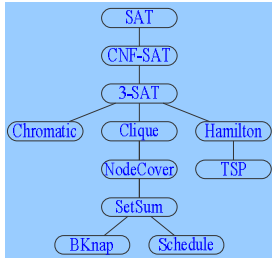 SAT
CNF-SAT
3-SAT
Chromatic Clique Hamilton
NodeCover TSP
SetSum
BKnap Schedule